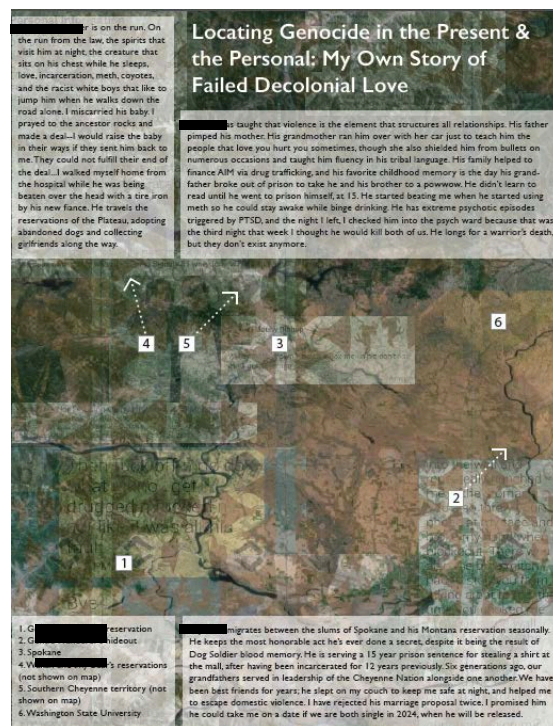 er is on the run. On
the run from the law, the spirits that
visit him at night, the creature that
sits on his chest while he sleeps,
love, incarceration, meth, coyotes,
and the racist white boys that like to
jump him when he walks down the
road alone. I miscarried his baby. I
prayed to the ancestor rocks and
made a deal—I would raise the baby
in their ways if they sent him back to
me. They could not fulfill their end of
the deal...I walked myself home from
the hospital while he was being
beaten over the head with a tire iron
by his new fiance. He travels the
reservations of the Plateau, adopting
abandoned dogs and collecting
girlfriends along the way.
Locating Genocide in the Present &
the Personal: My Own Story of
Failed Decolonial Love
as taught that violence is the element that structures all relationships. His father
pimped his mother. His grandmother ran him over with her car just to teach him the
people that love you hurt you sometimes, though she also shielded him from bullets on
numerous occasions and taught him fluency in his tribal language. His family helped to
finance AIM via drug trafficking, and his favorite childhood memory is the day his grand-
father broke out of prison to take he and his brother to a powwow. He didn't learn to
read until he went to prison himself, at 15. He started beating me when he started using
meth so he could stay awake while binge drinking. He has extreme psychotic episodes
triggered by PTSD, and the night I left, I checked him into the psych ward because that was
the third night that week I thought he would kill both of us. He longs for a warrior's death,
but they don't exist anymore.
4
5
3
6
2
1
1. G reservation
2. G hideout
3. Spokane
4. 's reservations
(not shown on map)
5. Southern Cheyenne territory (not
shown on map)
6. Washington State University
migrates between the slums of Spokane and his Montana reservation seasonally.
He keeps the most honorable act he's ever done a secret, despite it being the result of
Dog Soldier blood memory. He is serving a 15 year prison sentence for stealing a shirt at
the mall, after having been incarcerated for 12 years previously. Six generations ago, our
grandfathers served in leadership of the Cheyenne Nation alongside one another. We have
been best friends for years; he slept on my couch to keep me safe at night, and helped me
to escape domestic violence. I have rejected his marriage proposal twice. I promised him
he could take me on a date if we are both single in 2024, when he will be released.